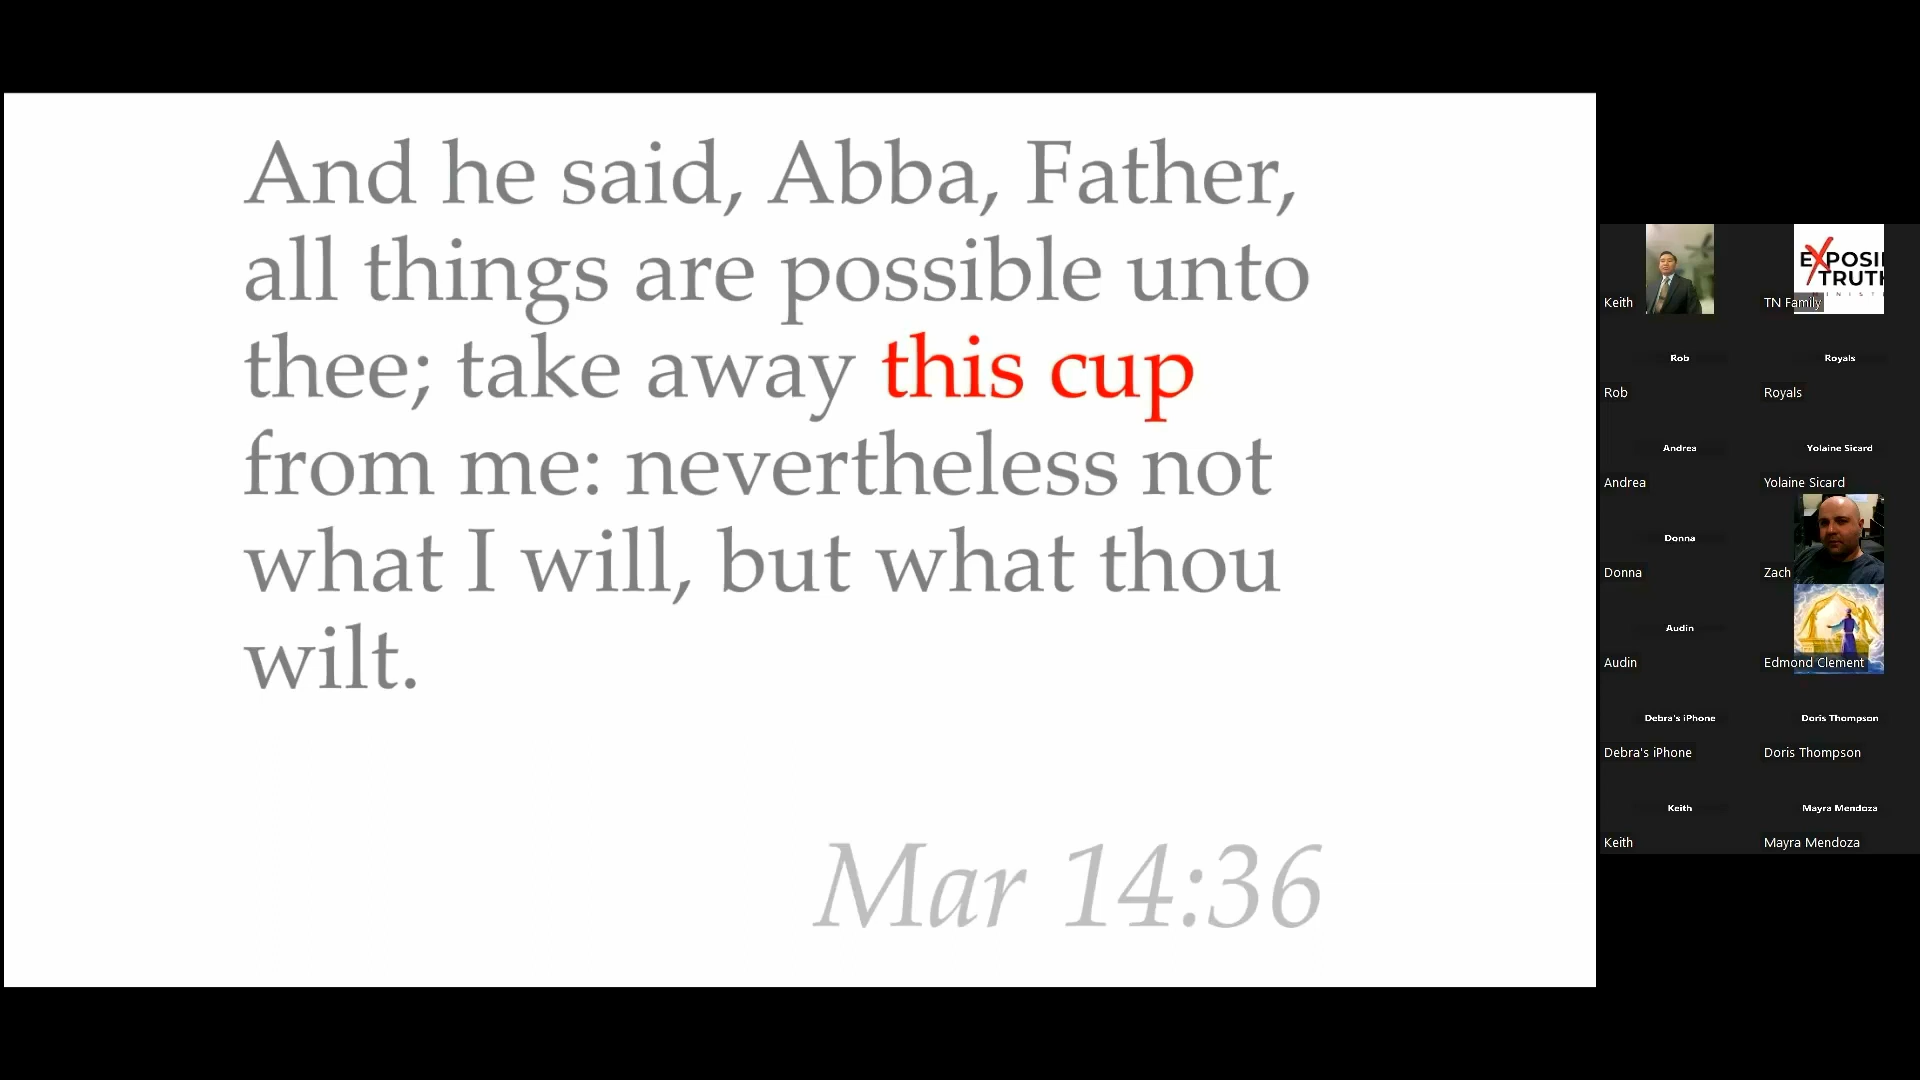 And he said, Abba, Father,
all things are possible unto
thee; take away this cup
from me: nevertheless not
what I will, but what thou
wilt.
Mar 14:36
Keith
EXPOSI
TRUTH
TN Family
Rob
Rob
Royals
Royals
Andrea
Andrea
Yolaine Sicard
Yolaine Sicard
Donna
Donna
Zach
Audin
Audin
Edmond Clement
Debra's iPhone
Debra's iPhone
Doris Thompson
Doris Thompson
Keith
Keith
Mayra Mendoza
Mayra Mendoza